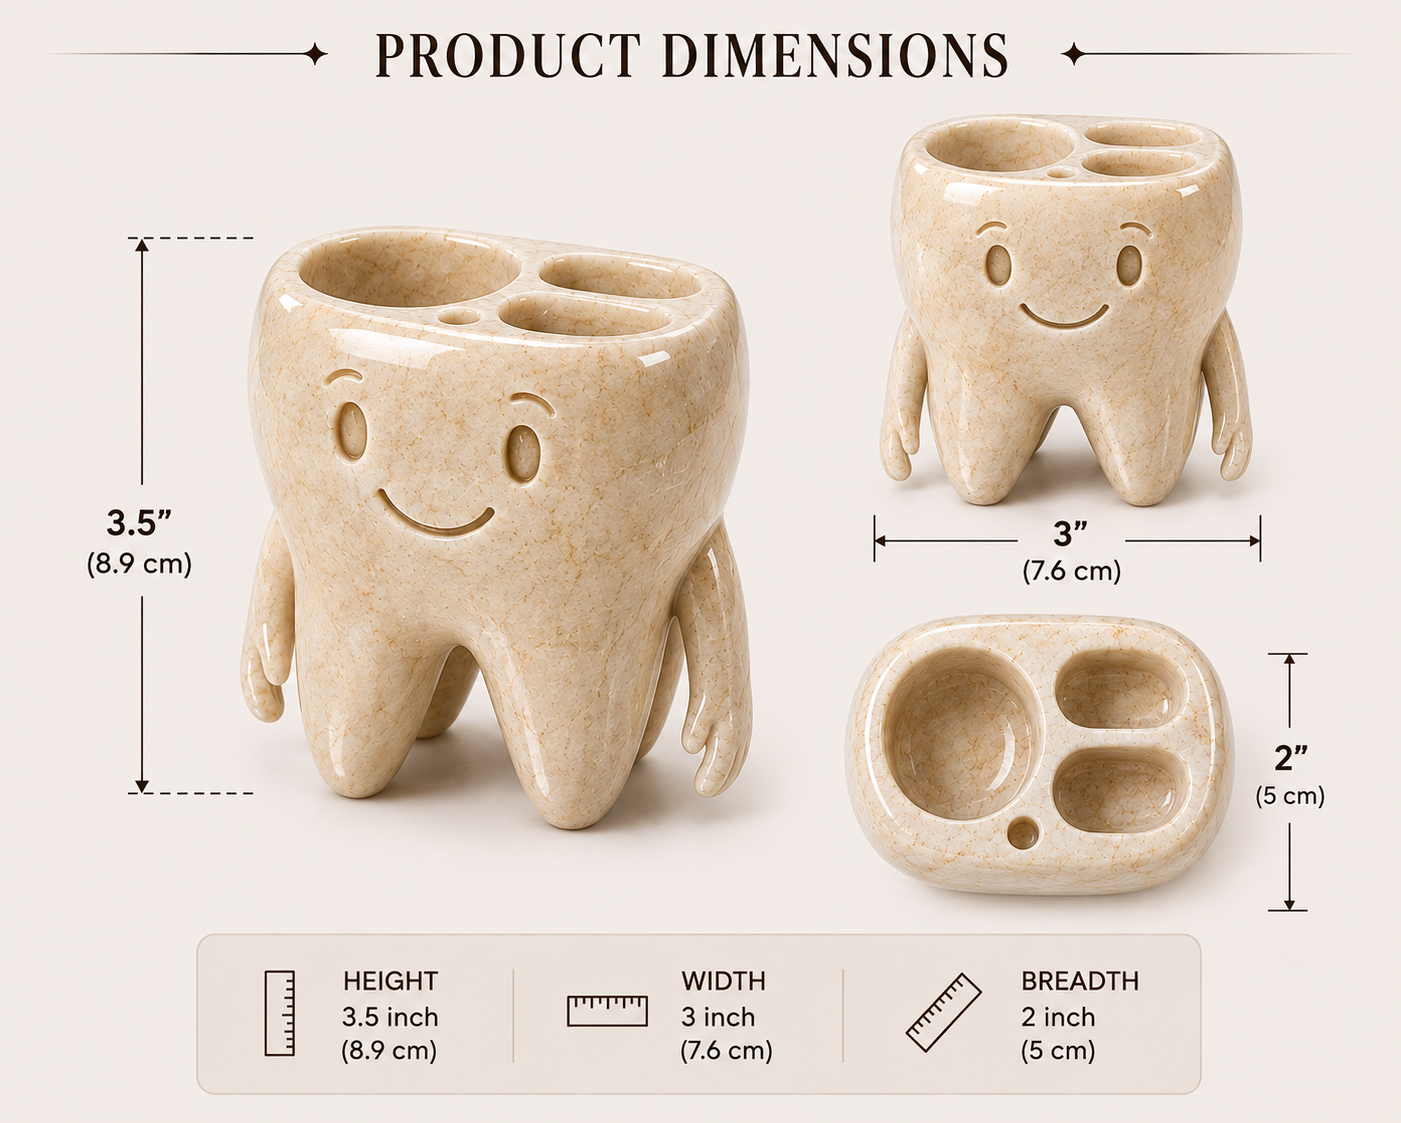 PRODUCT DIMENSIONS
3.5”
(8.9 cm)
3”
(7.6 cm)
2”
(5 cm)
HEIGHT
3.5 inch
(8.9 cm)
WIDTH
3 inch
(7.6 cm)
BREADTH
2 inch
(5 cm)